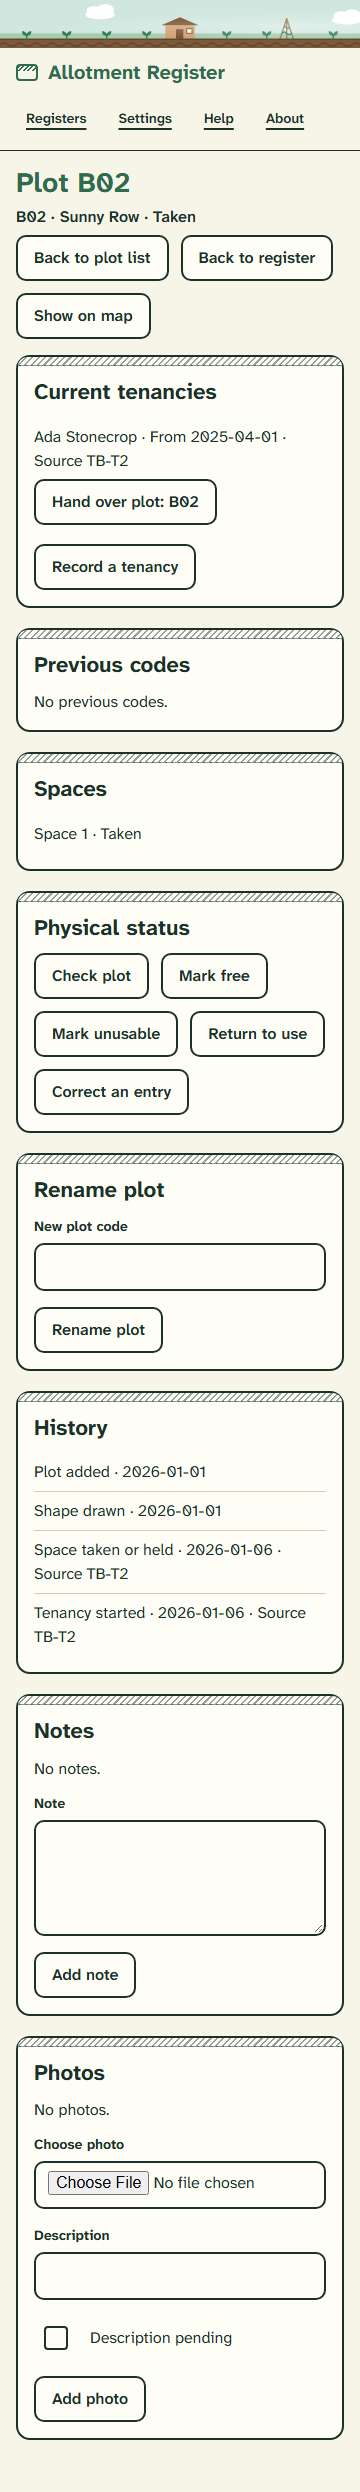 Allotment Register
Registers Settings Help About
Plot B02
B02 · Sunny Row · Taken
Back to plot list Back to register
Show on map
Current tenancies
Ada Stonecrop · From 2025-04-01 ·
Source TB-T2
Hand over plot: B02
Record a tenancy
Previous codes
No previous codes.
Spaces
Space 1 · Taken
Physical status
Check plot Mark free
Mark unusable Return to use
Correct an entry
Rename plot
New plot code
Rename plot
History
Plot added · 2026-01-01
Shape drawn · 2026-01-01
Space taken or held · 2026-01-06 ·
Source TB-T2
Tenancy started · 2026-01-06 · Source
TB-T2
Notes
No notes.
Note
Add note
Photos
No photos.
Choose photo
Choose File No file chosen
Description
Description pending
Add photo